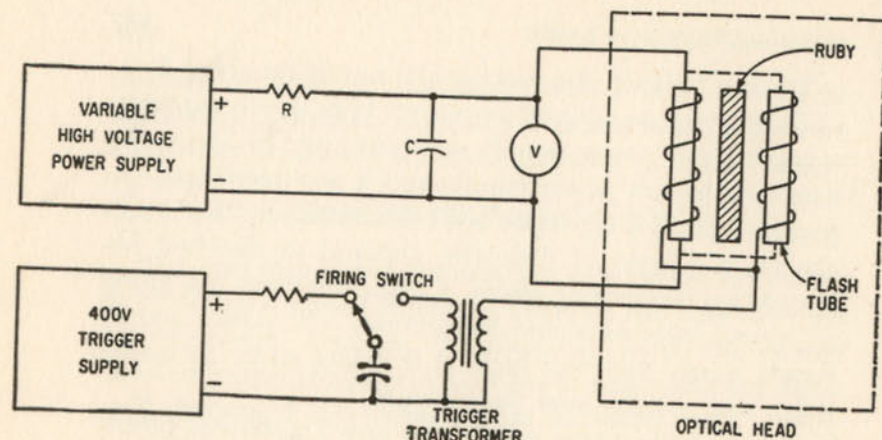 VARIABLE
HIGH VOLTAGE
POWER SUPPLY
+
R
C
V
−
RUBY
FLASH
TUBE
400V
TRIGGER
SUPPLY
+
FIRING SWITCH
−
TRIGGER
TRANSFORMER
OPTICAL HEAD